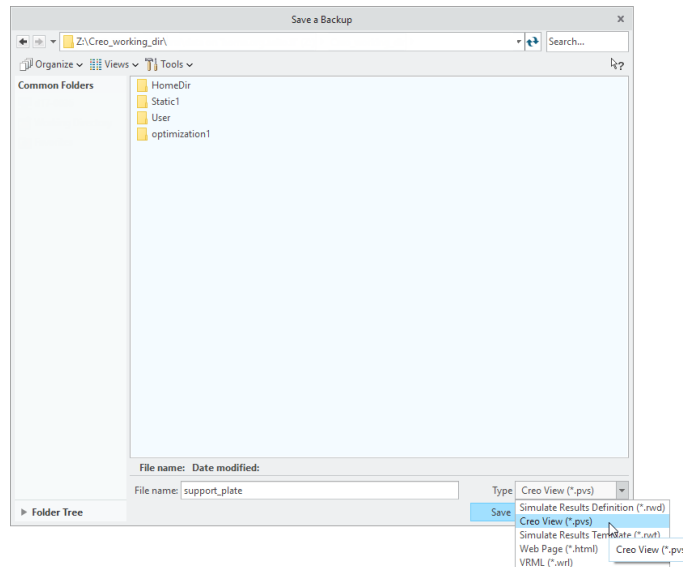 Save a Backup x
Z:\Creo_working_dir\ Search...
Organize Views Tools ?
Common Folders
HomeDir
Static1
User
optimization1
File name: Date modified:
File name: support_plate Type Creo View (*.pvs)
Folder Tree Save
Simulate Results Definition (*.rwd)
Creo View (*.pvs)
Simulate Results Template (*.rwt)
Web Page (*.html) Creo View (*.pvs
VRML (*.wrl)